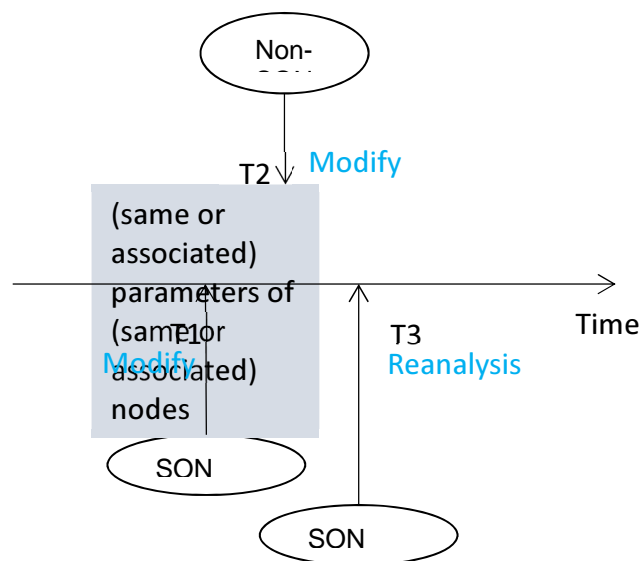 Non-
T2
Modify
(same or
associated)
parameters of
(same or
associated)
nodes
T1
Modify
Time
T3
Reanalysis
SON
SON